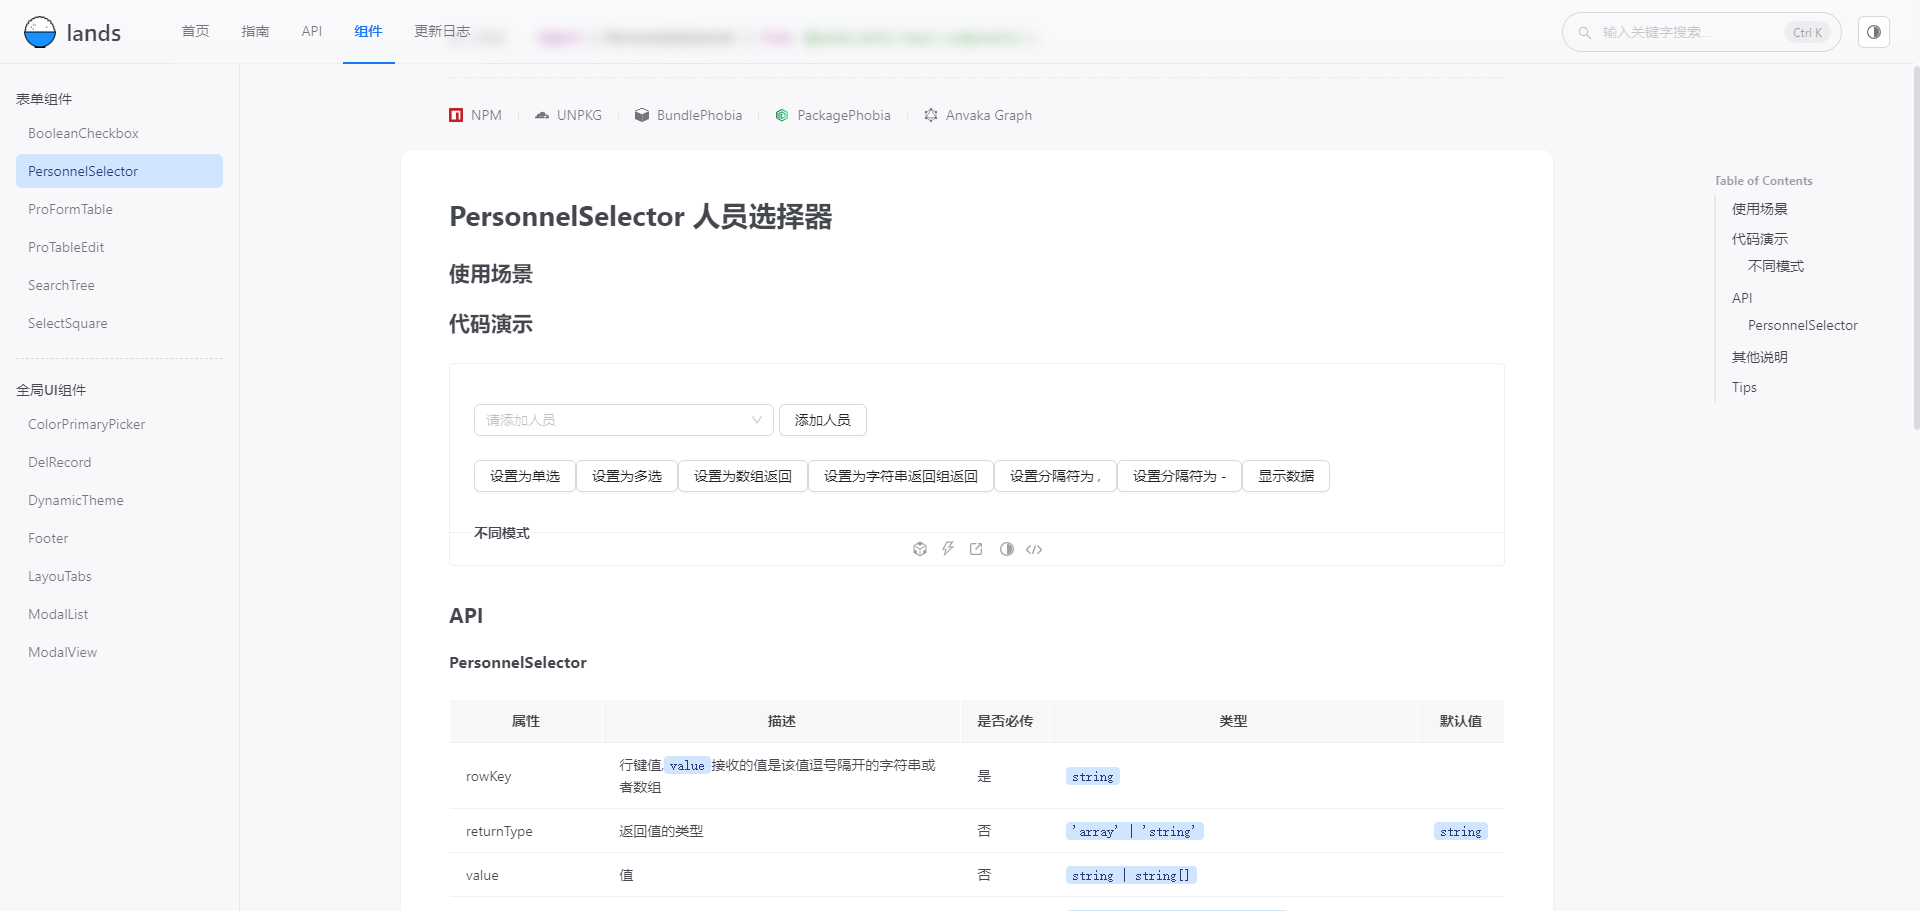 lands
首页
指南
API
组件
更新日志
输入关键字搜索...
Ctrl K
表单组件
BooleanCheckbox
PersonnelSelector
ProFormTable
ProTableEdit
SearchTree
SelectSquare
全局UI组件
ColorPrimaryPicker
DelRecord
DynamicTheme
Footer
LayouTabs
ModalList
ModalView
NPM
UNPKG
BundlePhobia
PackagePhobia
Anvaka Graph
PersonnelSelector 人员选择器
使用场景
代码演示
请添加人员
添加人员
设置为单选
设置为多选
设置为数组返回
设置为字符串返回组返回
设置分隔符为 ,
设置分隔符为 -
显示数据
不同模式
API
PersonnelSelector
属性 描述 是否必传 类型 默认值
rowKey 行键值,value接收的值是该值逗号隔开的字符串或 是 string
者数组
returnType 返回值的类型 否 'array' | 'string' string
value 值 否 string | string[]
Table of Contents
使用场景
代码演示
不同模式
API
PersonnelSelector
其他说明
Tips